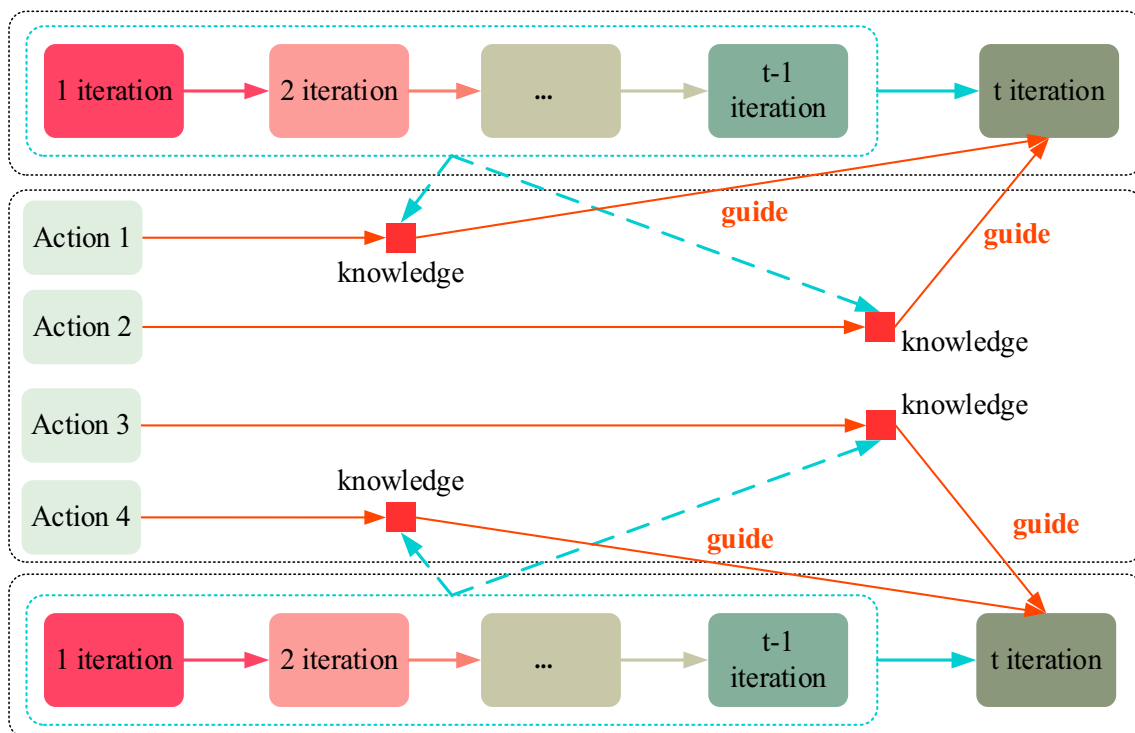 1 iteration
2 iteration
...
t-1
iteration
t iteration
Action 1
guide
guide
knowledge
Action 2
knowledge
Action 3
knowledge
knowledge
Action 4
guide
guide
1 iteration
2 iteration
...
t-1
iteration
t iteration